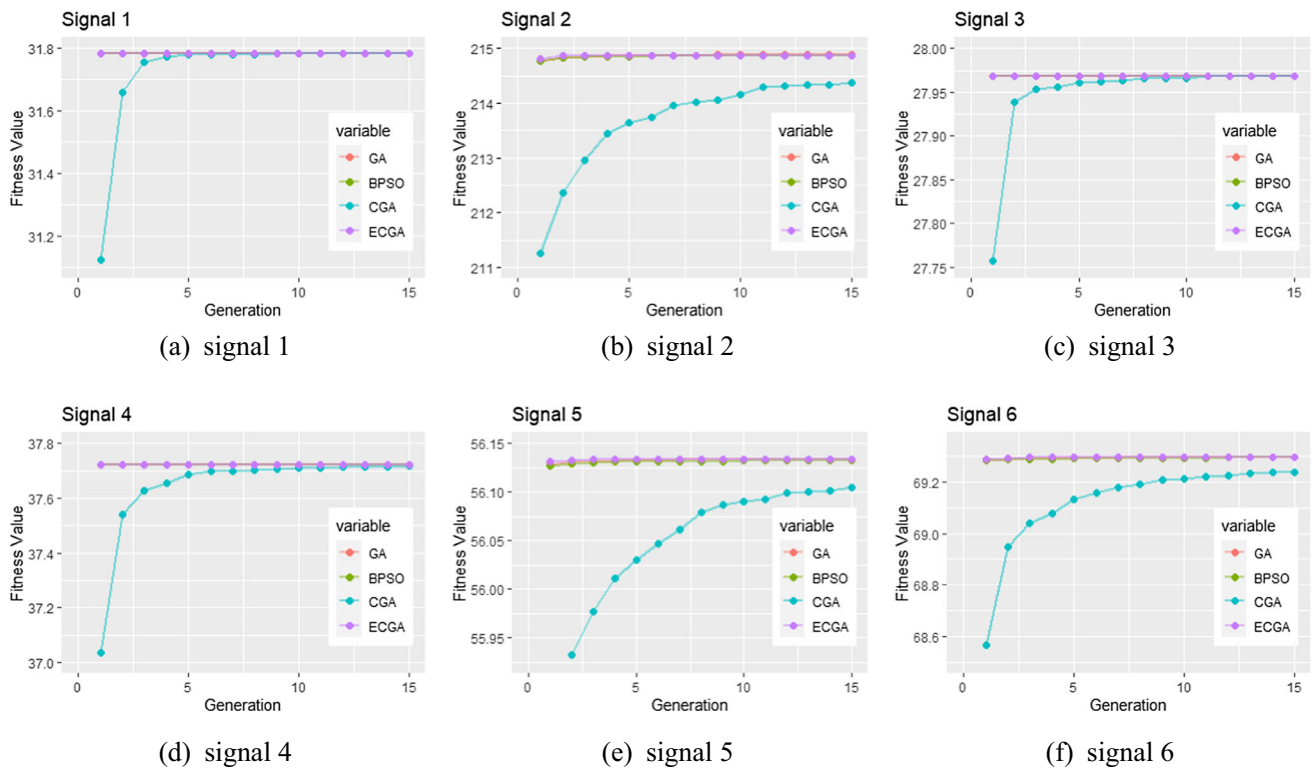 Signal 1
Fitness Value
31.8
31.6
31.4
31.2
variable
GA
BPSO
CGA
ECGA
0 5 10 15
Generation
(a) signal 1
Signal 2
Fitness Value
215
214
213
212
211
variable
GA
BPSO
CGA
ECGA
0 5 10 15
Generation
(b) signal 2
Signal 3
Fitness Value
28.00
27.95
27.90
27.85
27.80
27.75
variable
GA
BPSO
CGA
ECGA
0 5 10 15
Generation
(c) signal 3
Signal 4
Fitness Value
37.8
37.6
37.4
37.2
37.0
variable
GA
BPSO
CGA
ECGA
0 5 10 15
Generation
(d) signal 4
Signal 5
Fitness Value
56.15
56.10
56.05
56.00
55.95
variable
GA
BPSO
CGA
ECGA
0 5 10 15
Generation
(e) signal 5
Signal 6
Fitness Value
69.2
69.0
68.8
68.6
variable
GA
BPSO
CGA
ECGA
0 5 10 15
Generation
(f) signal 6